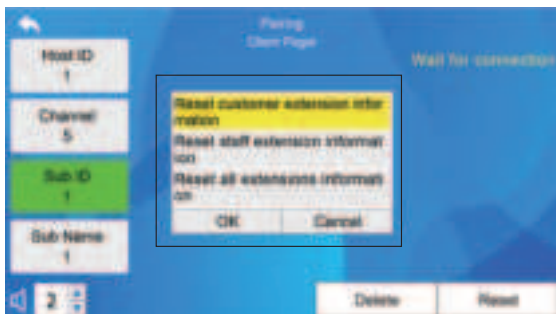 Pairing
Client Pager
Wait for connection
Host ID
1
Channel
5
Sub ID
1
Sub Name
1
Reset customer extension infor
mation
Reset staff extension informat
ion
Reset all extensions informati
on
OK
Cancel
2
Delete
Reset